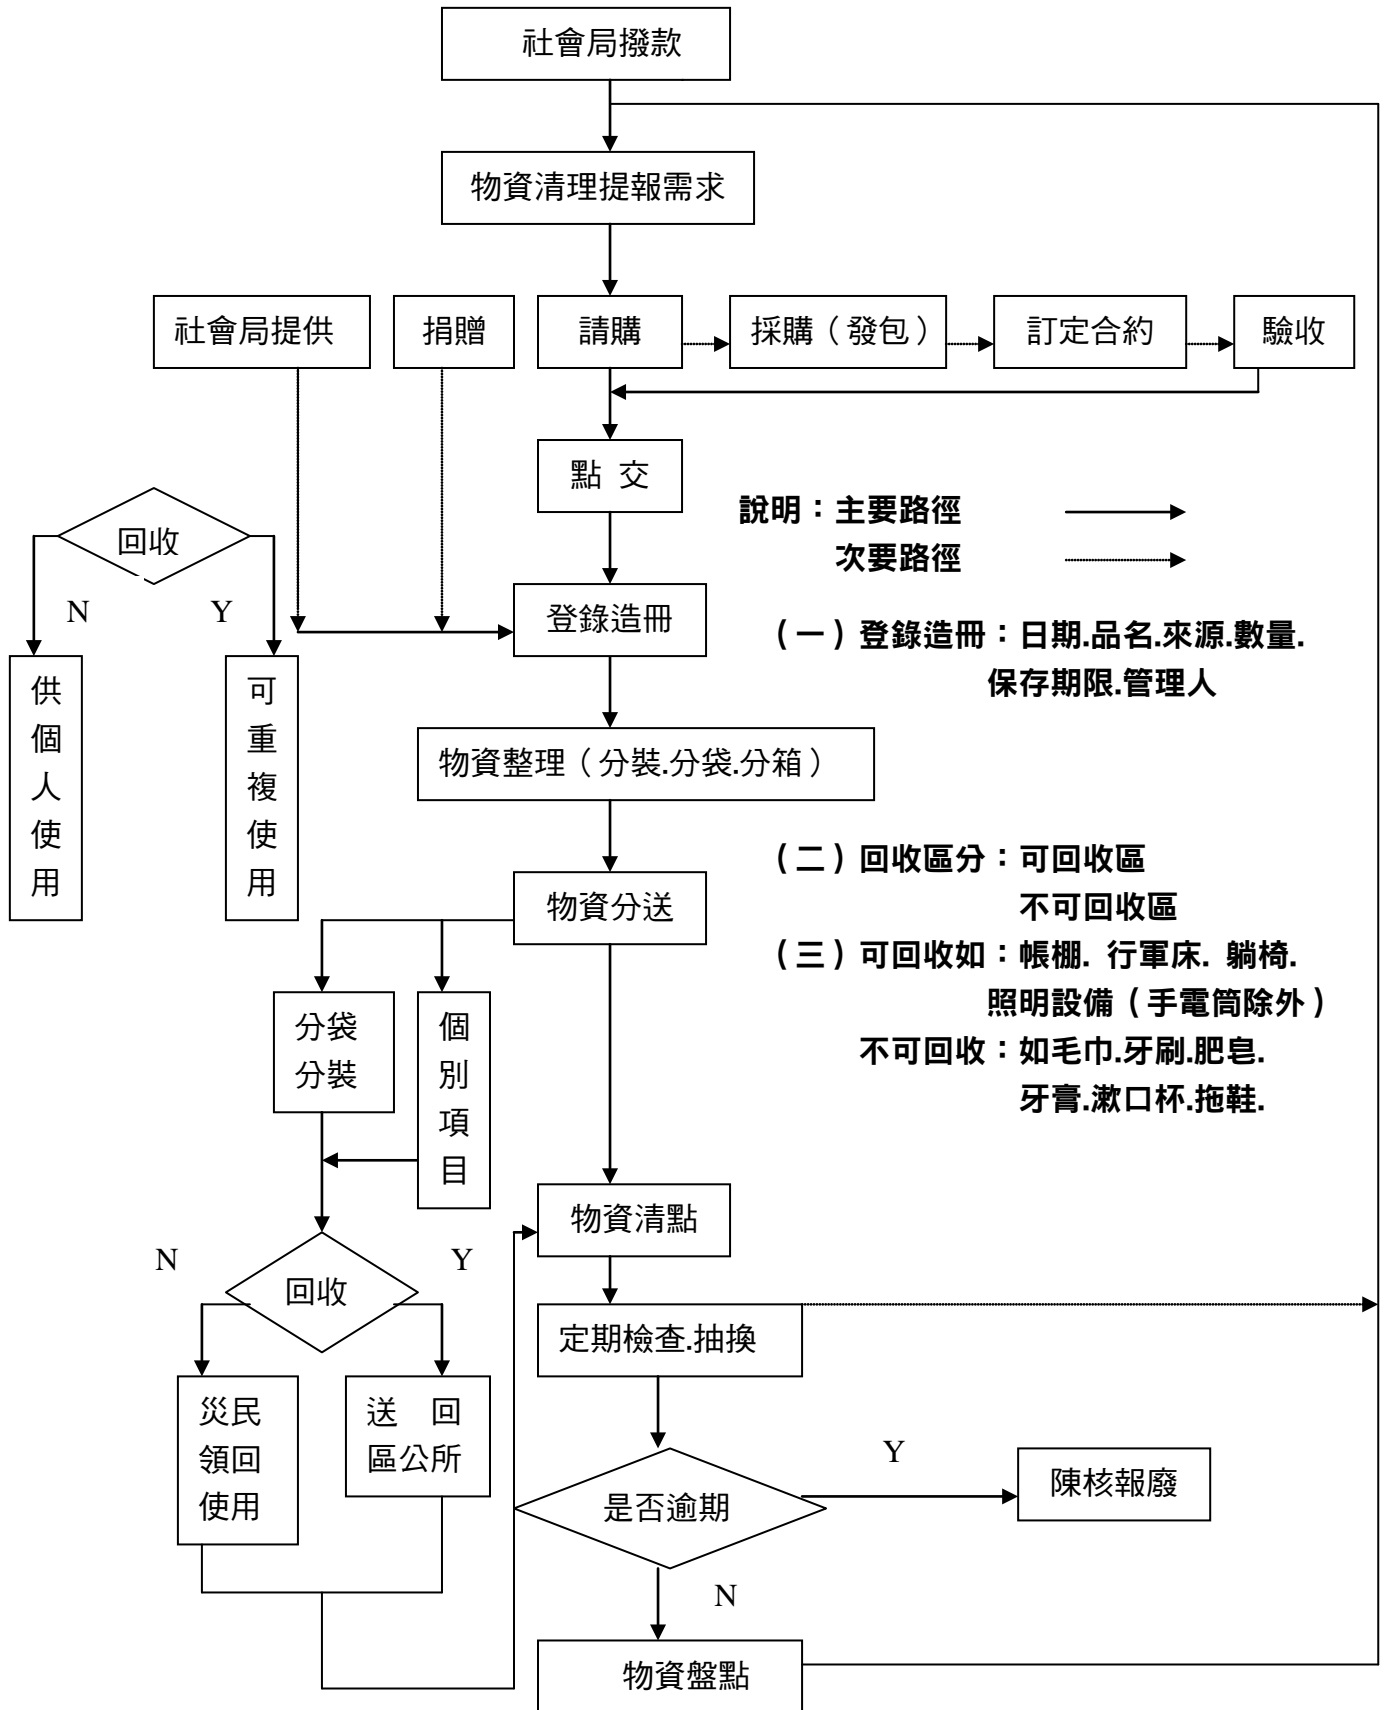 社會局撥款
物資清理提報需求
社會局提供
捐贈
請購
採購（發包）
訂定合約
驗收
點 交
說明：主要路徑
次要路徑
回收
N
Y
登錄造冊
（一）登錄造冊：日期.品名.來源.數量.
保存期限.管理人
供個人使用
可重複使用
物資整理（分裝.分袋.分箱）
（二）回收區分：可回收區
不可回收區
物資分送
（三）可回收如：帳棚. 行軍床. 躺椅.
照明設備（手電筒除外）
不可回收：如毛巾.牙刷.肥皂.
牙膏.漱口杯.拖鞋.
分袋
分裝
個別項目
物資清點
N
Y
回收
定期檢查.抽換
災民
領回
使用
送 回
區公所
是否逾期
Y
陳核報廢
N
物資盤點